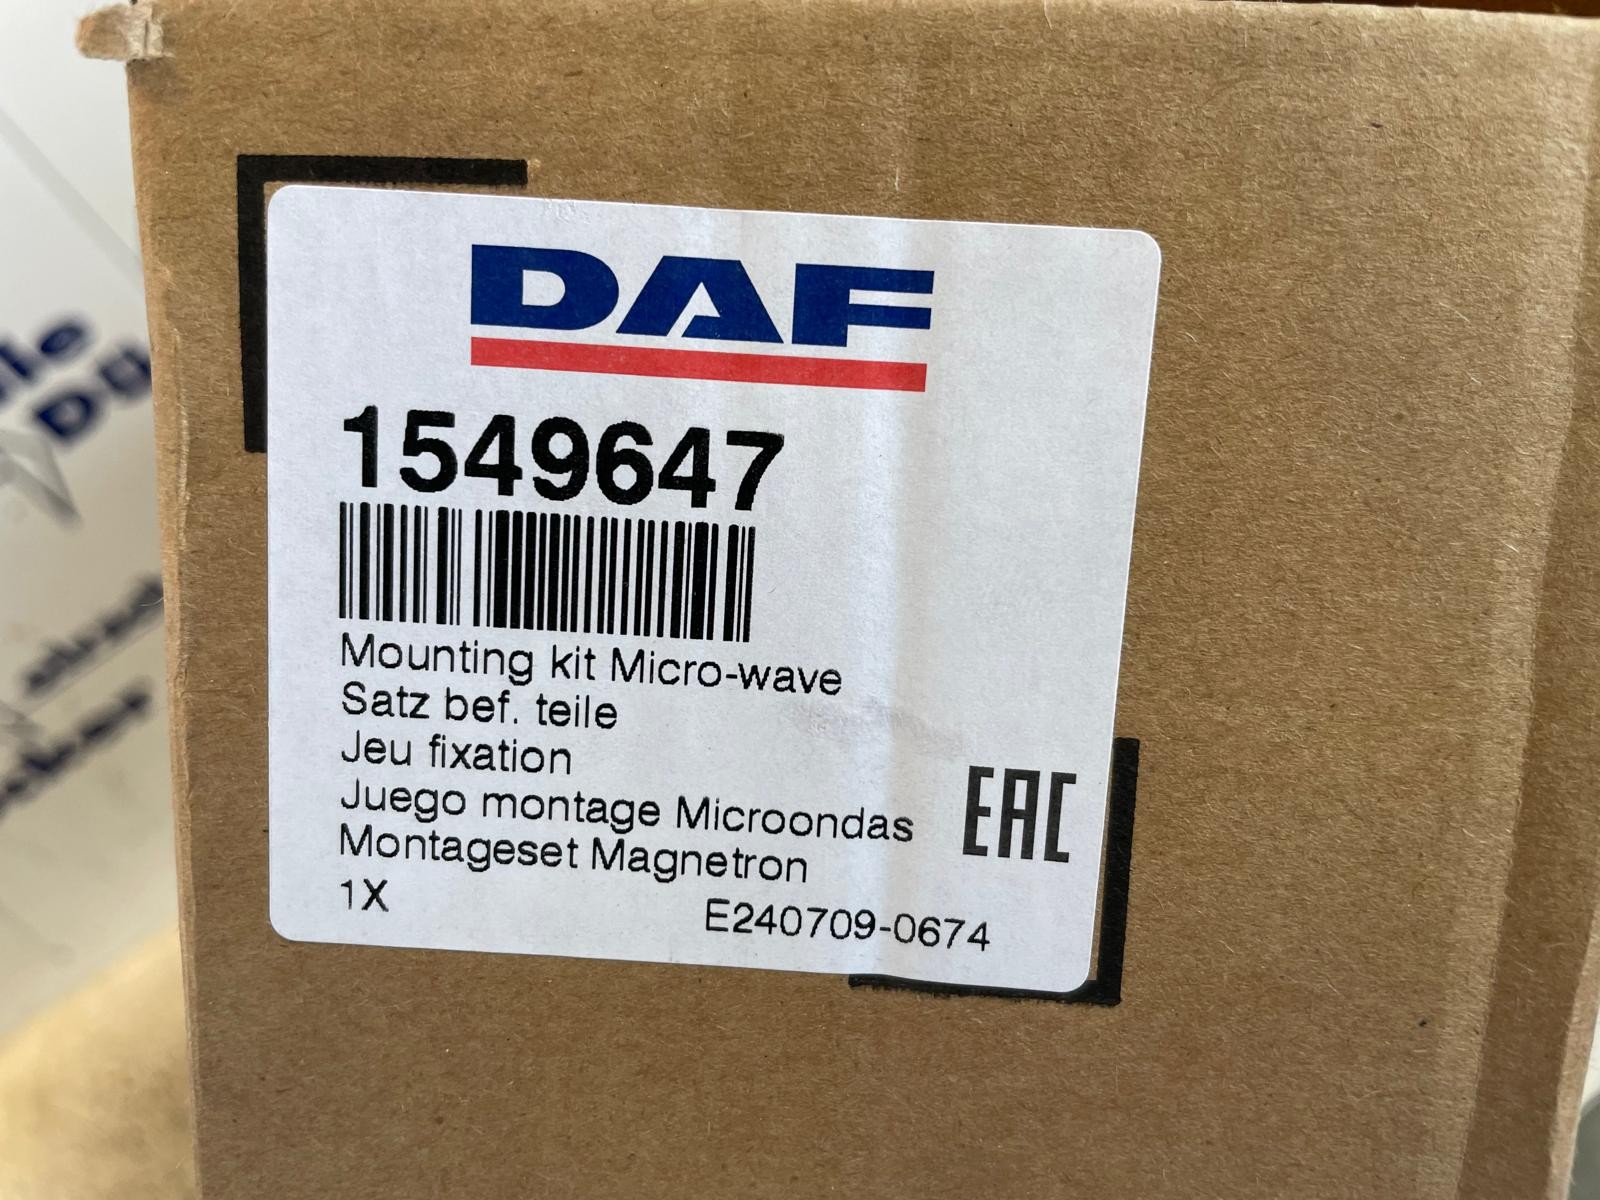 DAF
1549647
Mounting kit Micro-wave
Satz bef. teile
Jeu fixation
Juego montage Microondas
Montageset Magnetron
EAC
1X
E240709-0674